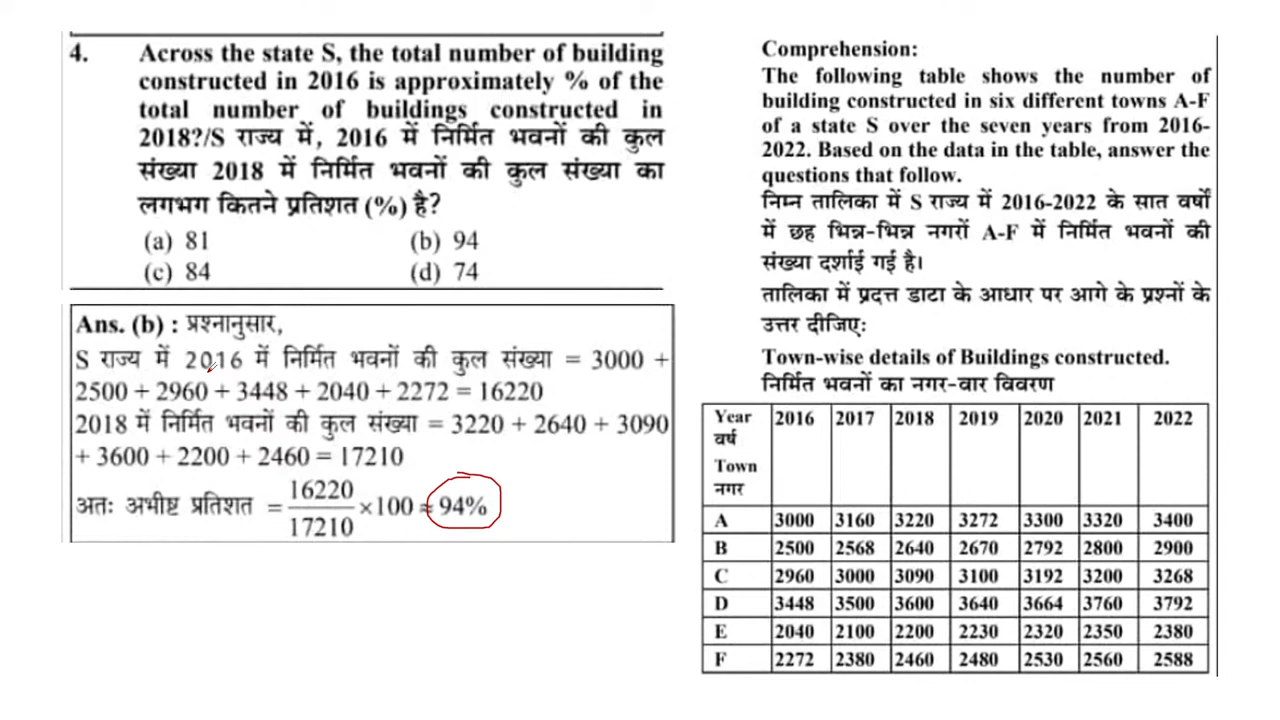 4. Across the state S, the total number of building
constructed in 2016 is approximately % of the
total number of buildings constructed in
2018?/S राज्य में, 2016 में निर्मित भवनों की कुल
संख्या 2018 में निर्मित भवनों की कुल संख्या का
लगभग कितने प्रतिशत (%) है?
(a) 81 (b) 94
(c) 84 (d) 74
Ans. (b) : प्रश्नानुसार,
S राज्य में 2016 में निर्मित भवनों की कुल संख्या = 3000 +
2500 + 2960 + 3448 + 2040 + 2272 = 16220
2018 में निर्मित भवनों की कुल संख्या = 3220 + 2640 + 3090
+ 3600 + 2200 + 2460 = 17210
अतः अभीष्ट प्रतिशत = 16220/17210 ×100 ≈ 94%
Comprehension:
The following table shows the number of
building constructed in six different towns A-F
of a state S over the seven years from 2016-
2022. Based on the data in the table, answer the
questions that follow.
निम्न तालिका में S राज्य में 2016-2022 के सात वर्षों
में छह भिन्न-भिन्न नगरों A-F में निर्मित भवनों की
संख्या दर्शाई गई है।
तालिका में प्रदत्त डाटा के आधार पर आगे के प्रश्नों के
उत्तर दीजिए:
Town-wise details of Buildings constructed.
निर्मित भवनों का नगर-वार विवरण
Year 2016 2017 2018 2019 2020 2021 2022
वर्ष
Town
नगर
A 3000 3160 3220 3272 3300 3320 3400
B 2500 2568 2640 2670 2792 2800 2900
C 2960 3000 3090 3100 3192 3200 3268
D 3448 3500 3600 3640 3664 3760 3792
E 2040 2100 2200 2230 2320 2350 2380
F 2272 2380 2460 2480 2530 2560 2588